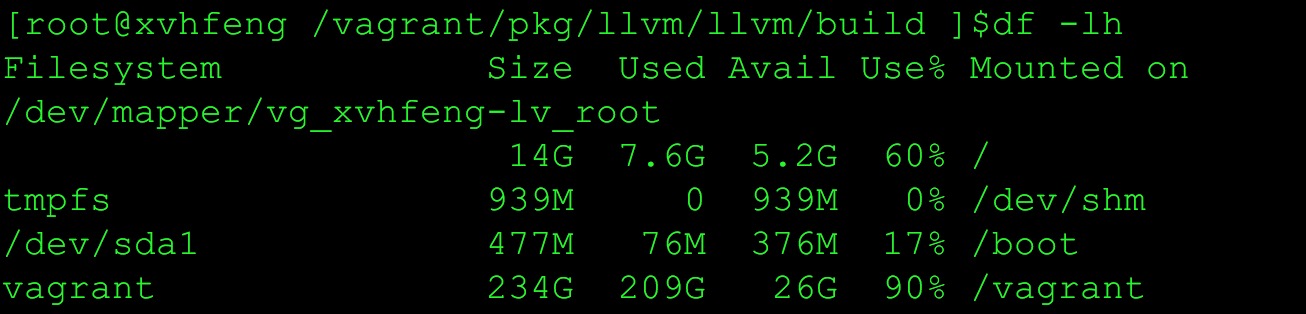 [root@xvhfeng /vagrant/pkg/llvm/llvm/build ]$df -lh
Filesystem            Size  Used Avail Use% Mounted on
/dev/mapper/vg_xvhfeng-lv_root
                       14G  7.6G  5.2G  60% /
tmpfs                 939M     0  939M   0% /dev/shm
/dev/sda1             477M   76M  376M  17% /boot
vagrant               234G  209G   26G  90% /vagrant